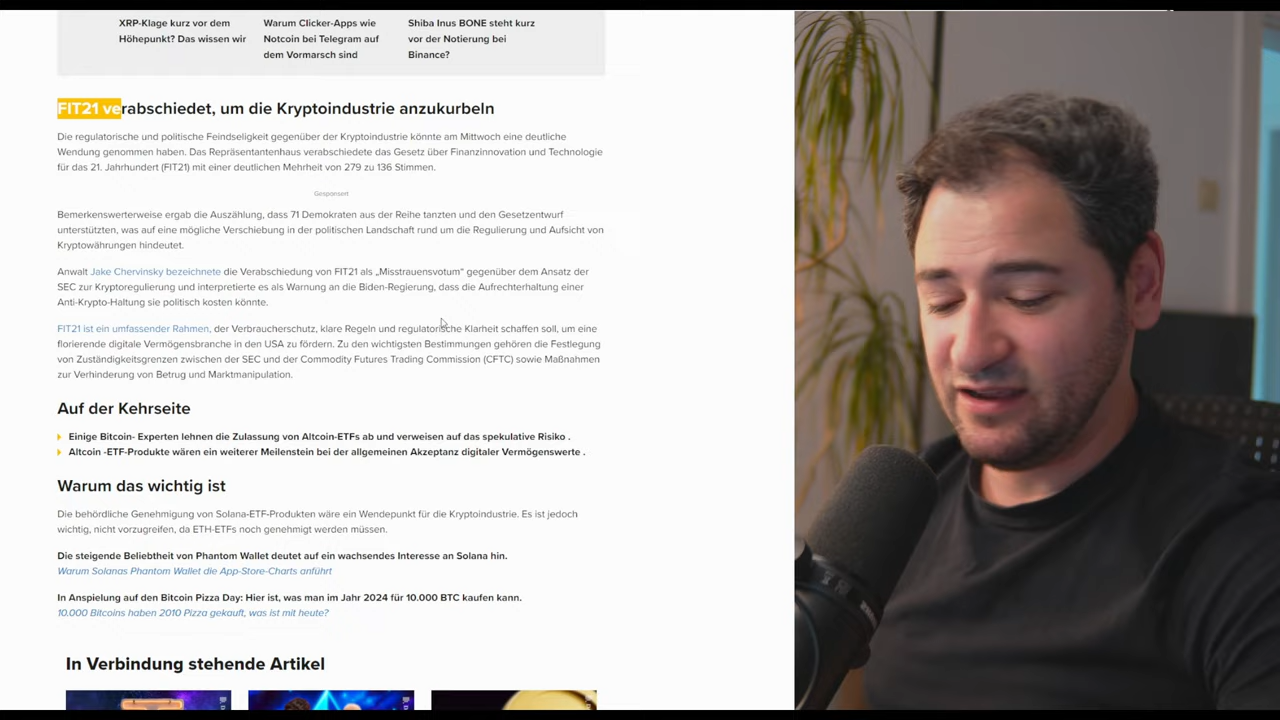 XRP-Klage kurz vor dem
Höhepunkt? Das wissen wir
Warum Clicker-Apps wie
Notcoin bei Telegram auf
dem Vormarsch sind
Shiba Inus BONE steht kurz
vor der Notierung bei
Binance?
FIT21 verabschiedet, um die Kryptoindustrie anzukurbeln
Die regulatorische und politische Feindseligkeit gegenüber der Kryptoindustrie könnte am Mittwoch eine deutliche
Wendung genommen haben. Das Repräsentantenhaus verabschiedete das Gesetz über Finanzinnovation und Technologie
für das 21. Jahrhundert (FIT21) mit einer deutlichen Mehrheit von 279 zu 136 Stimmen.
Gesponsert
Bemerkenswerterweise ergab die Auszählung, dass 71 Demokraten aus der Reihe tanzten und den Gesetzentwurf
unterstützten, was auf eine mögliche Verschiebung in der politischen Landschaft rund um die Regulierung und Aufsicht von
Kryptowährungen hindeutet.
Anwalt Jake Chervinsky bezeichnete die Verabschiedung von FIT21 als „Misstrauensvotum“ gegenüber dem Ansatz der
SEC zur Kryptoregulierung und interpretierte es als Warnung an die Biden-Regierung, dass die Aufrechterhaltung einer
Anti-Krypto-Haltung sie politisch kosten könnte.
FIT21 ist ein umfassender Rahmen, der Verbraucherschutz, klare Regeln und regulatorische Klarheit schaffen soll, um eine
florierende digitale Vermögensbranche in den USA zu fördern. Zu den wichtigsten Bestimmungen gehören die Festlegung
von Zuständigkeitsgrenzen zwischen der SEC und der Commodity Futures Trading Commission (CFTC) sowie Maßnahmen
zur Verhinderung von Betrug und Marktmanipulation.
Auf der Kehrseite
Einige Bitcoin- Experten lehnen die Zulassung von Altcoin-ETFs ab und verweisen auf das spekulative Risiko .
Altcoin -ETF-Produkte wären ein weiterer Meilenstein bei der allgemeinen Akzeptanz digitaler Vermögenswerte .
Warum das wichtig ist
Die behördliche Genehmigung von Solana-ETF-Produkten wäre ein Wendepunkt für die Kryptoindustrie. Es ist jedoch
wichtig, nicht vorzugreifen, da ETH-ETFs noch genehmigt werden müssen.
Die steigende Beliebtheit von Phantom Wallet deutet auf ein wachsendes Interesse an Solana hin.
Warum Solanas Phantom Wallet die App-Store-Charts anführt
In Anspielung auf den Bitcoin Pizza Day: Hier ist, was man im Jahr 2024 für 10.000 BTC kaufen kann.
10.000 Bitcoins haben 2010 Pizza gekauft, was ist mit heute?
In Verbindung stehende Artikel